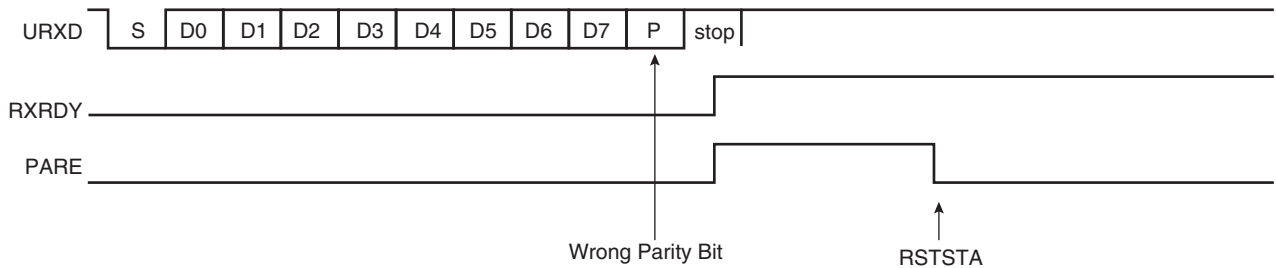 URXD S D0 D1 D2 D3 D4 D5 D6 D7 P stop
RXRDY
PARE
Wrong Parity Bit RSTSTA